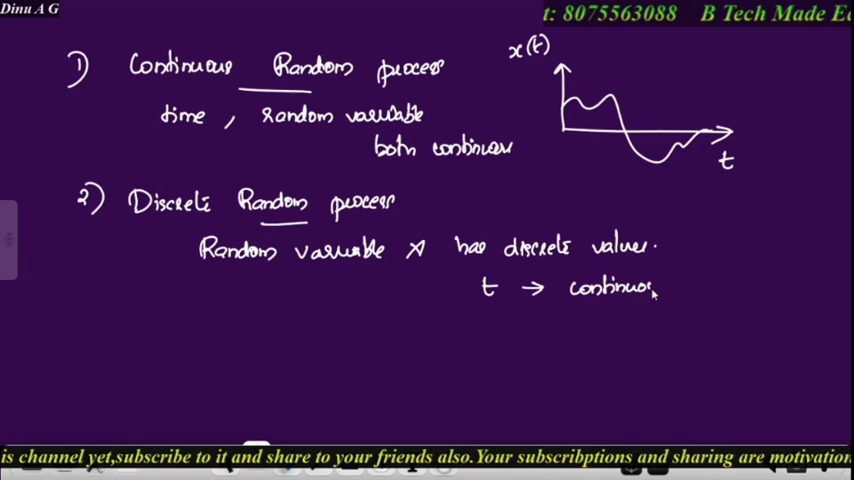 Dinu A G
t: 8075563088 B Tech Made Ea
1) Continuous Random process
x(t)
time, random variable
both continuous
t
2) Discrete Random process
Random variable X has discrete values.
t → continuou
is channel yet,subscribe to it and share to your friends also.Your subscribptions and sharing are motivation